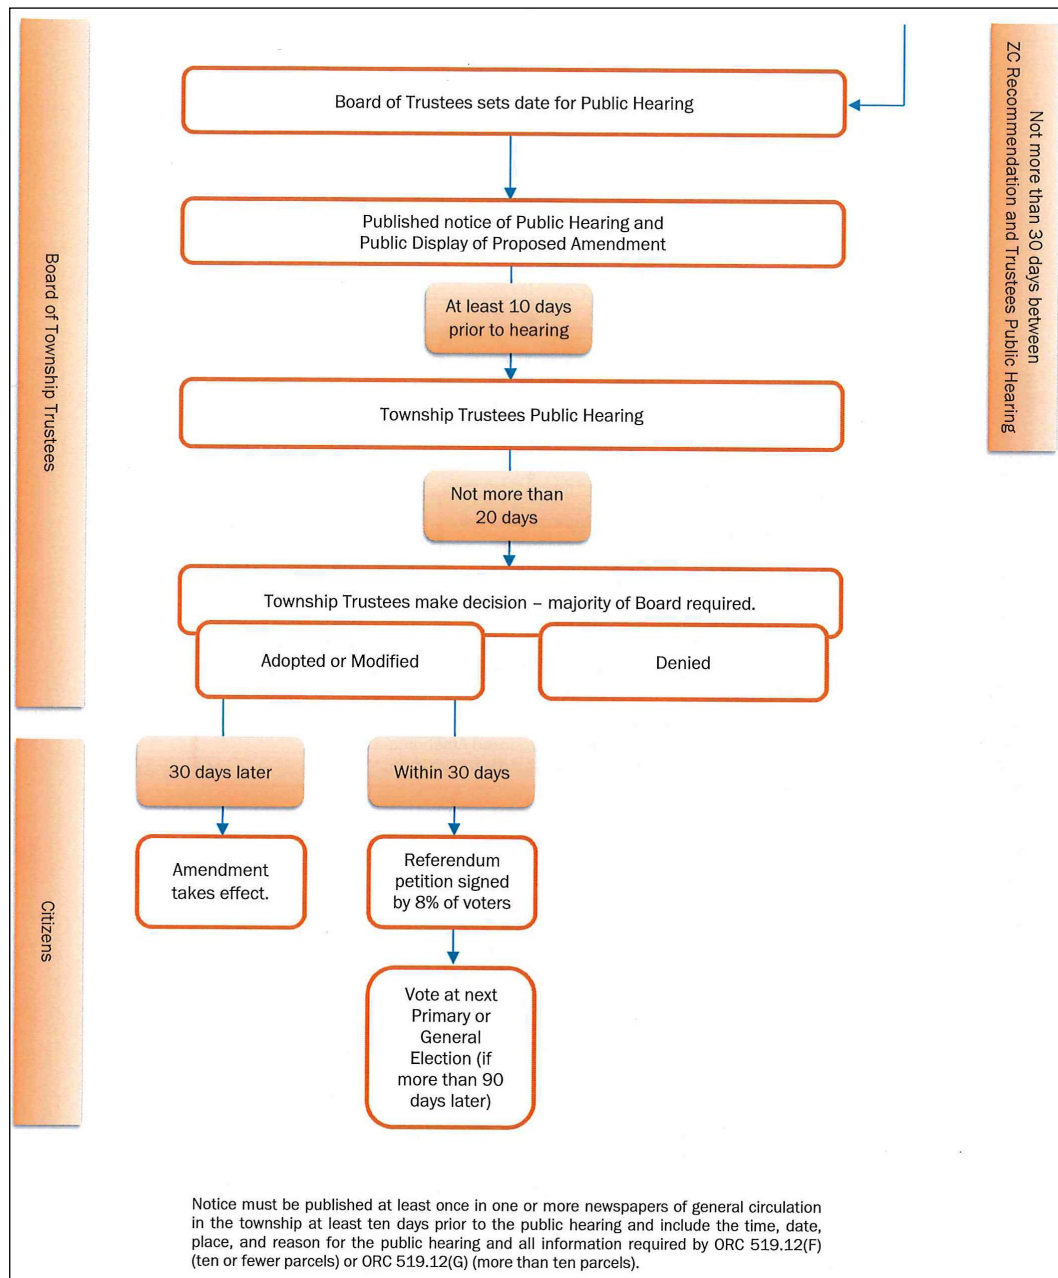 Board of Township Trustees
Not more than 30 days between
ZC Recommendation and Trustees Public Hearing
Board of Trustees sets date for Public Hearing
Published notice of Public Hearing and
Public Display of Proposed Amendment
At least 10 days
prior to hearing
Township Trustees Public Hearing
Not more than
20 days
Township Trustees make decision – majority of Board required.
Adopted or Modified
Denied
Citizens
30 days later
Within 30 days
Amendment
takes effect.
Referendum
petition signed
by 8% of voters
Vote at next
Primary or
General
Election (if
more than 90
days later)
Notice must be published at least once in one or more newspapers of general circulation
in the township at least ten days prior to the public hearing and include the time, date,
place, and reason for the public hearing and all information required by ORC 519.12(F)
(ten or fewer parcels) or ORC 519.12(G) (more than ten parcels).